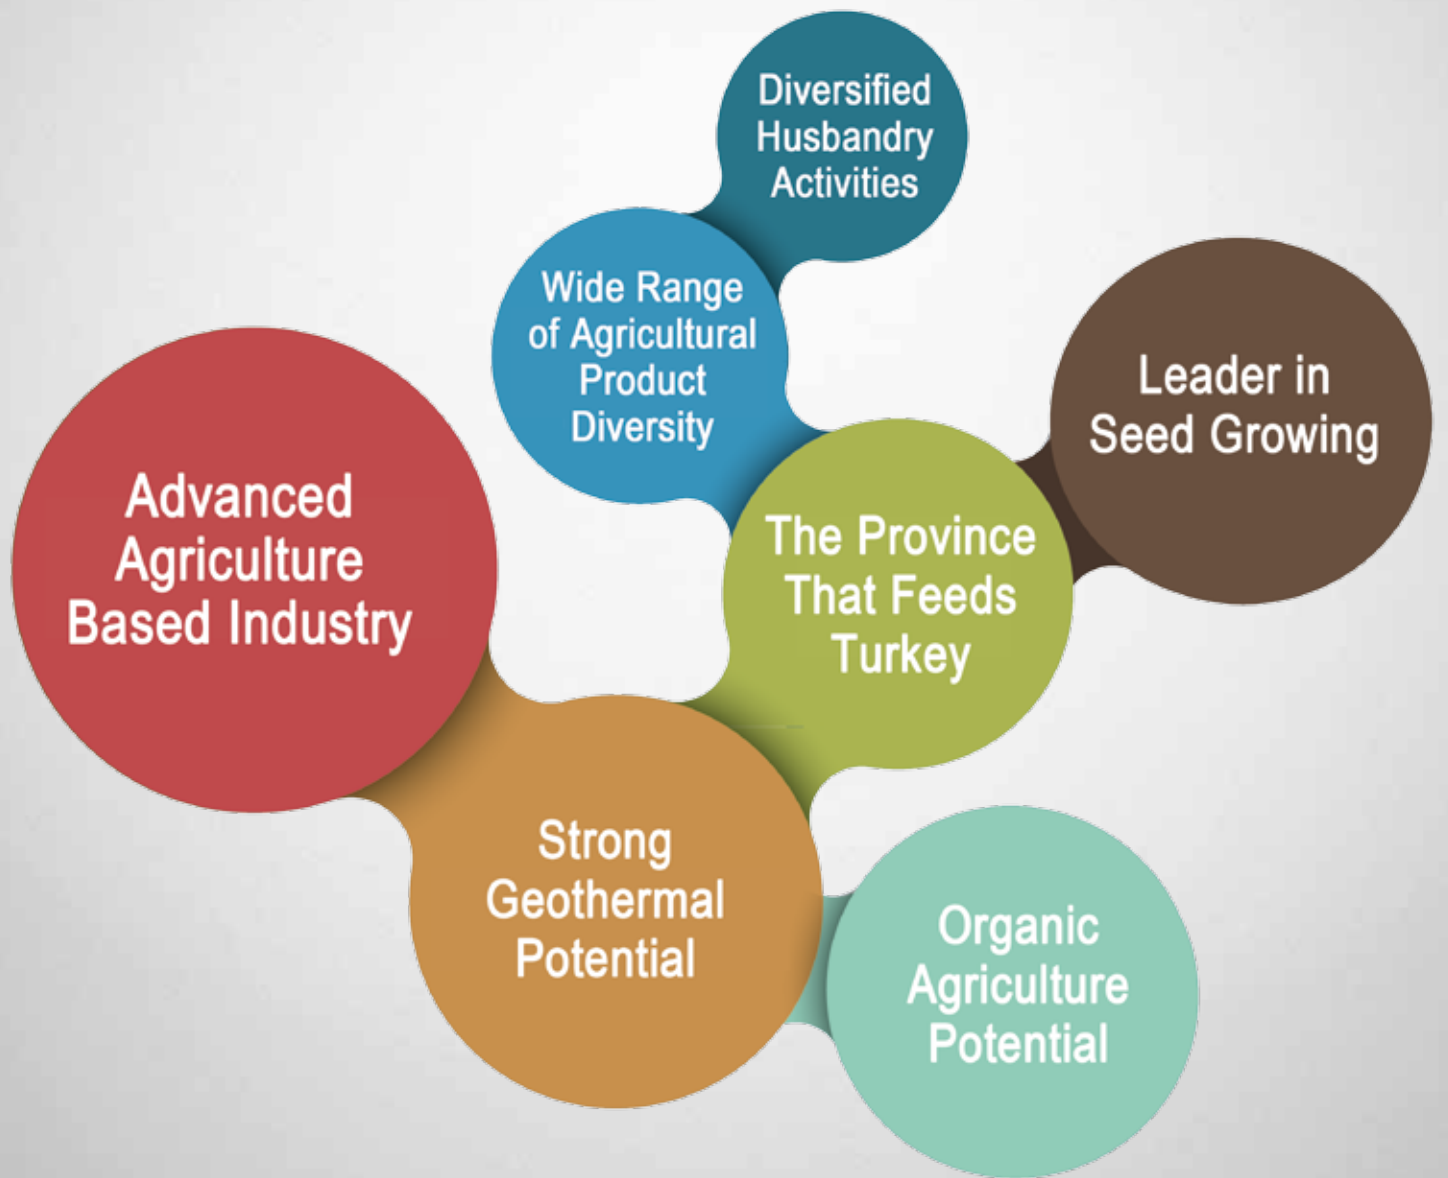 Diversified
Husbandry
Activities
Wide Range
of Agricultural
Product
Diversity
Leader in
Seed Growing
Advanced
Agriculture
Based Industry
The Province
That Feeds
Turkey
Strong
Geothermal
Potential
Organic
Agriculture
Potential